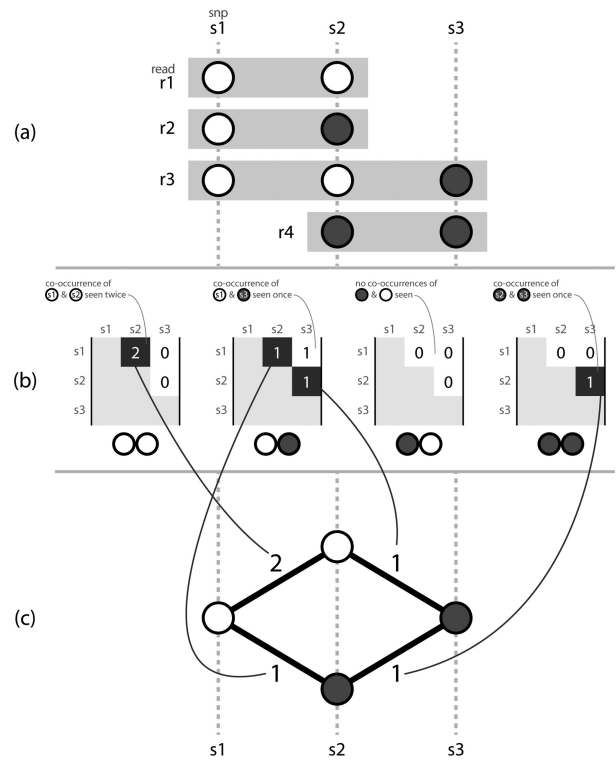 snp
s1 s2 s3
read
r1
r2
(a)
r3
r4
co-occurrence of
s1 & s2 seen twice
co-occurrence of
s1 & s3 seen once
no co-occurrences of
& seen
co-occurrence of
s2 & s3 seen once
s1 s2 s3
s1 2 0
s2 0
s3
s1 s2 s3
s1 1 1
s2 1
s3
s1 s2 s3
s1 0 0
s2 0
s3
s1 s2 s3
s1 0 0
s2 1
s3
(b)
2 1
(c)
1 1
s1 s2 s3